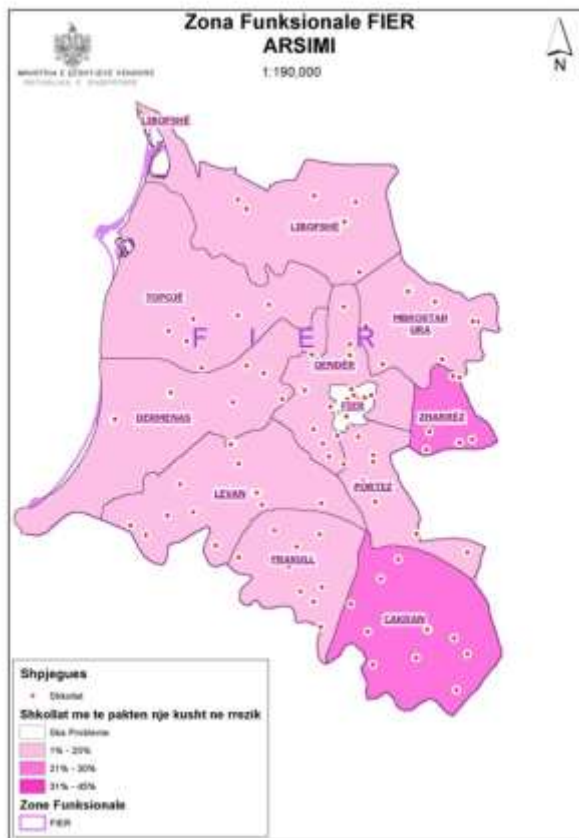 Zona Funksionale FIER
ARSIMI
1:190,000
N
LIBOFSHË
LIBOFSHË
TOPOJË
MBROSTAR
URA
F I E R
QENDËR
FIER
ZHARRËZ
DERMENAS
PORTEZ
LEVAN
FRAKULL
CAKRAN
Shpjegues
Shkollat
Shkollat me te pakten nje kusht ne rrezik
Ska Probleme
1% - 20%
21% - 30%
31% - 45%
Zone Funksionale
FIER